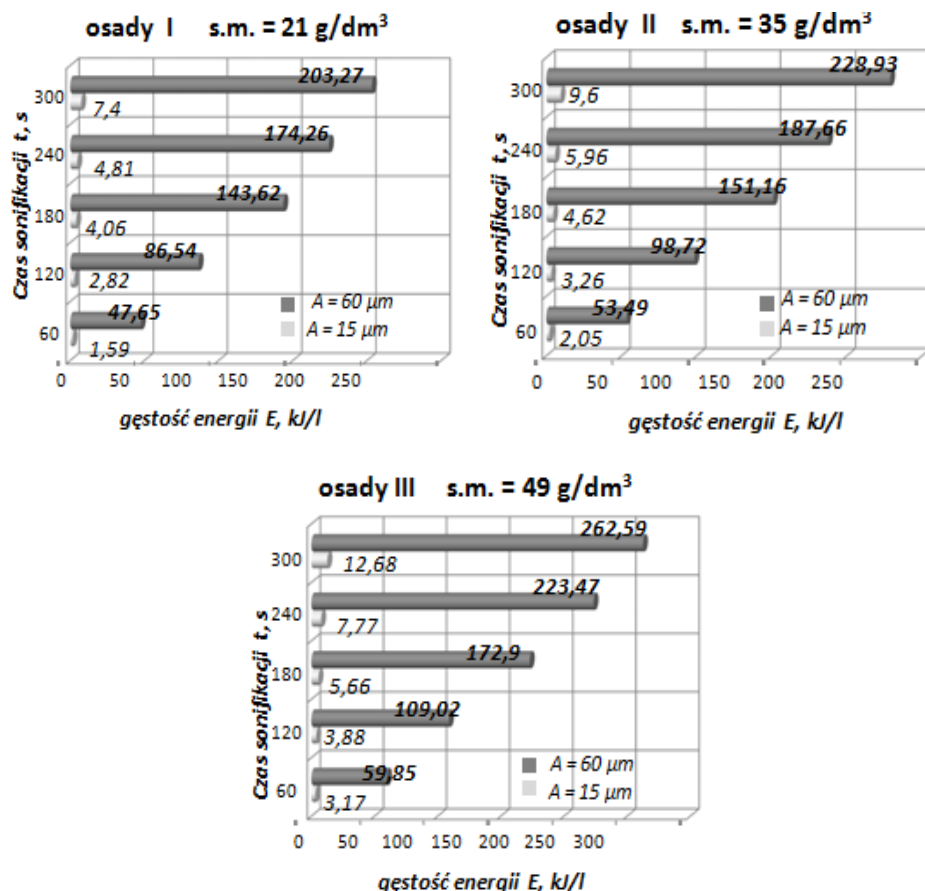 osady I s.m. = 21 g/dm³
Czas sonifikacji t, s
300
203,27
7,4
240
174,26
4,81
180
143,62
4,06
120
86,54
2,82
60
47,65
1,59
A = 60 µm
A = 15 µm
0 50 100 150 200 250
gęstość energii E, kJ/l
osady II s.m. = 35 g/dm³
Czas sonifikacji t, s
300
228,93
9,6
240
187,66
5,96
180
151,16
4,62
120
98,72
3,26
60
53,49
2,05
A = 60 µm
A = 15 µm
0 50 100 150 200 250
gęstość energii E, kJ/l
osady III s.m. = 49 g/dm³
Czas sonifikacji t, s
300
262,59
12,68
240
223,47
7,77
180
172,9
5,66
120
109,02
3,88
60
59,85
3,17
A = 60 µm
A = 15 µm
0 50 100 150 200 250 300
gęstość energii E, kJ/l